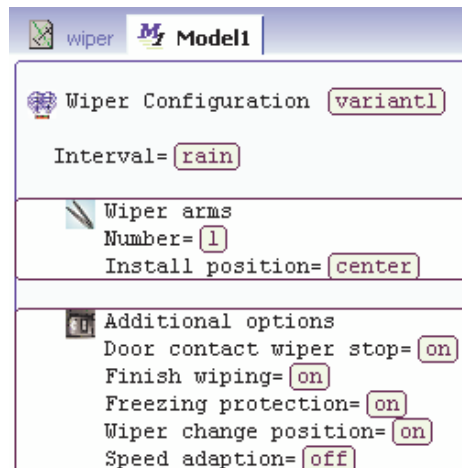 wiper Model1
Wiper Configuration variant1
Interval=rain
Wiper arms
Number=1
Install position=center
Additional options
Door contact wiper stop=on
Finish wiping=on
Freezing protection=on
Wiper change position=on
Speed adaption=off